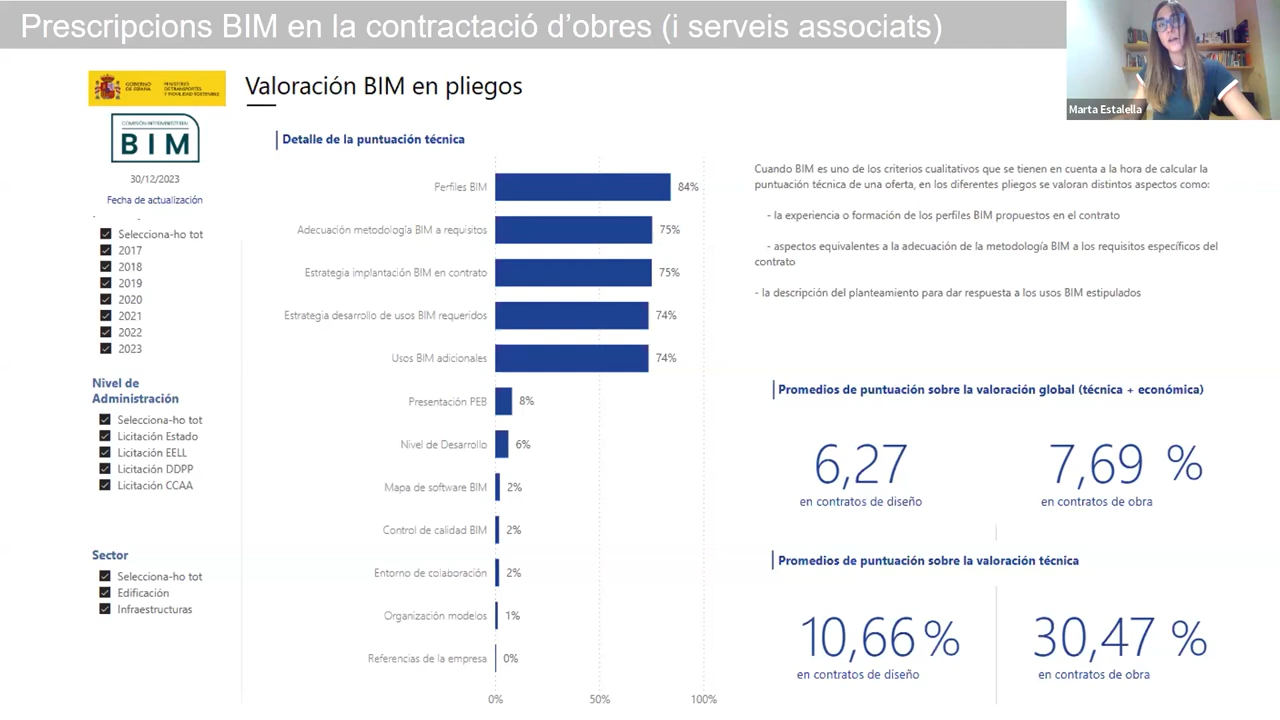 Prescripcions BIM en la contractació d’obres (i serveis associats)
Marta Estalella
GOBIERNO DE ESPAÑA
MINISTERIO DE TRANSPORTES Y MOVILIDAD SOSTENIBLE
BIM
30/12/2023
Fecha de actualización
Selecciona-ho tot
2017
2018
2019
2020
2021
2022
2023
Nivel de
Administración
Selecciona-ho tot
Licitación Estado
Licitación EELL
Licitación DDPP
Licitación CCAA
Sector
Selecciona-ho tot
Edificación
Infraestructuras
Valoración BIM en pliegos
Detalle de la puntuación técnica
Perfiles BIM 84%
Adecuación metodología BIM a requisitos 75%
Estrategia implantación BIM en contrato 75%
Estrategia desarrollo de usos BIM requeridos 74%
Usos BIM adicionales 74%
Presentación PEB 8%
Nivel de Desarrollo 6%
Mapa de software BIM 2%
Control de calidad BIM 2%
Entorno de colaboración 2%
Organización modelos 1%
Referencias de la empresa 0%
0% 50% 100%
Cuando BIM es uno de los criterios cualitativos que se tienen en cuenta a la hora de calcular la
puntuación técnica de una oferta, en los diferentes pliegos se valoran distintos aspectos como:
- la experiencia o formación de los perfiles BIM propuestos en el contrato
- aspectos equivalentes a la adecuación de la metodología BIM a los requisitos específicos del
contrato
- la descripción del planteamiento para dar respuesta a los usos BIM estipulados
Promedios de puntuación sobre la valoración global (técnica + económica)
6,27 7,69 %
en contratos de diseño en contratos de obra
Promedios de puntuación sobre la valoración técnica
10,66 % 30,47 %
en contratos de diseño en contratos de obra